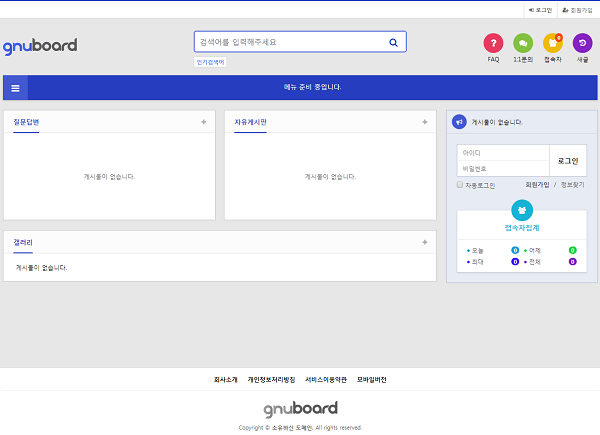 로그인 회원가입
gnuboard
검색어를 입력해주세요
인기검색어
FAQ 1:1문의 접속자 새글
0
메뉴 준비 중입니다.
질문답변
게시물이 없습니다.
자유게시판
게시물이 없습니다.
갤러리
게시물이 없습니다.
게시물이 없습니다.
아이디
비밀번호
로그인
자동로그인 회원가입 / 정보찾기
접속자집계
오늘 0 어제 0
최대 0 전체 0
회사소개 개인정보처리방침 서비스이용약관 모바일버전
gnuboard
Copyright © 소유하신 도메인. All rights reserved.